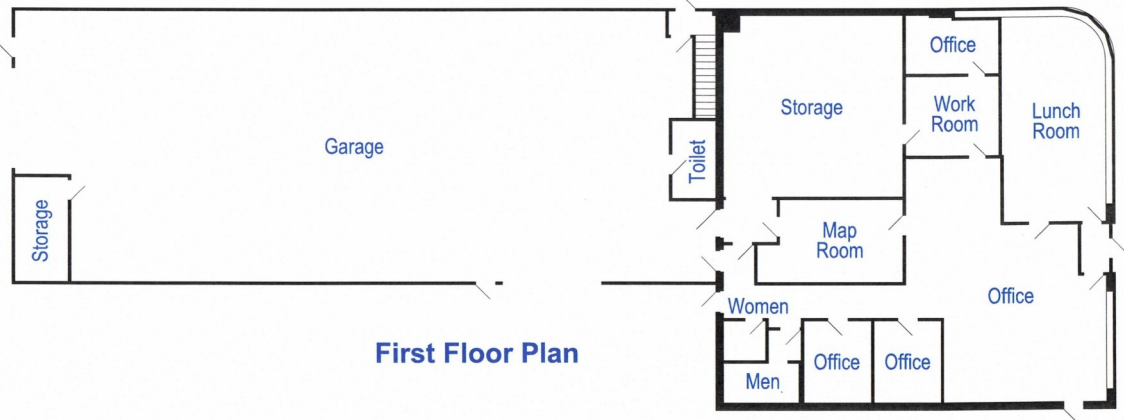 Office
Storage
Work
Room
Lunch
Room
Garage
Toilet
Storage
Map
Room
Office
Women
First Floor Plan
Office
Office
Men